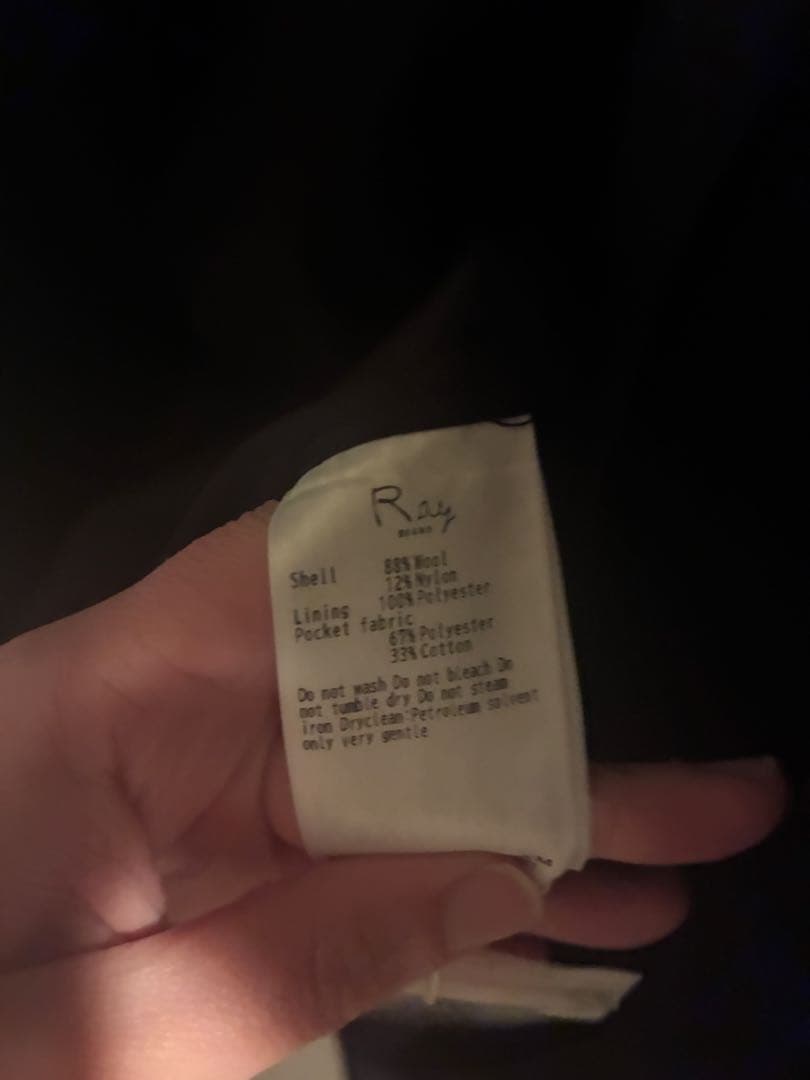 Ray
BRAND
Shell 88% Wool
12% Nylon
Lining 100% Polyester
Pocket fabric
67% Polyester
33% Cotton
Do not wash Do not bleach Do
not tumble dry Do not steam
iron Dryclean:Petroleum solvent
only very gentle